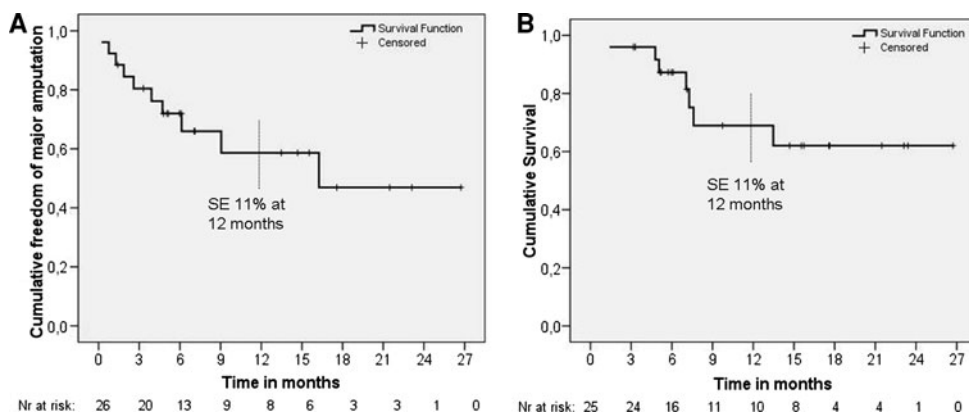 A
Cumulative freedom of major amputation
1,0
0,8
0,6
0,4
0,2
0,0
Survival Function
Censored
SE 11% at
12 months
0 3 6 9 12 15 18 21 24 27
Time in months
Nr at risk: 26 20 13 9 8 6 3 3 1 0
B
Cumulative Survival
1,0
0,8
0,6
0,4
0,2
0,0
Survival Function
Censored
SE 11% at
12 months
0 3 6 9 12 15 18 21 24 27
Time in months
Nr at risk: 25 24 16 11 10 8 4 4 1 0